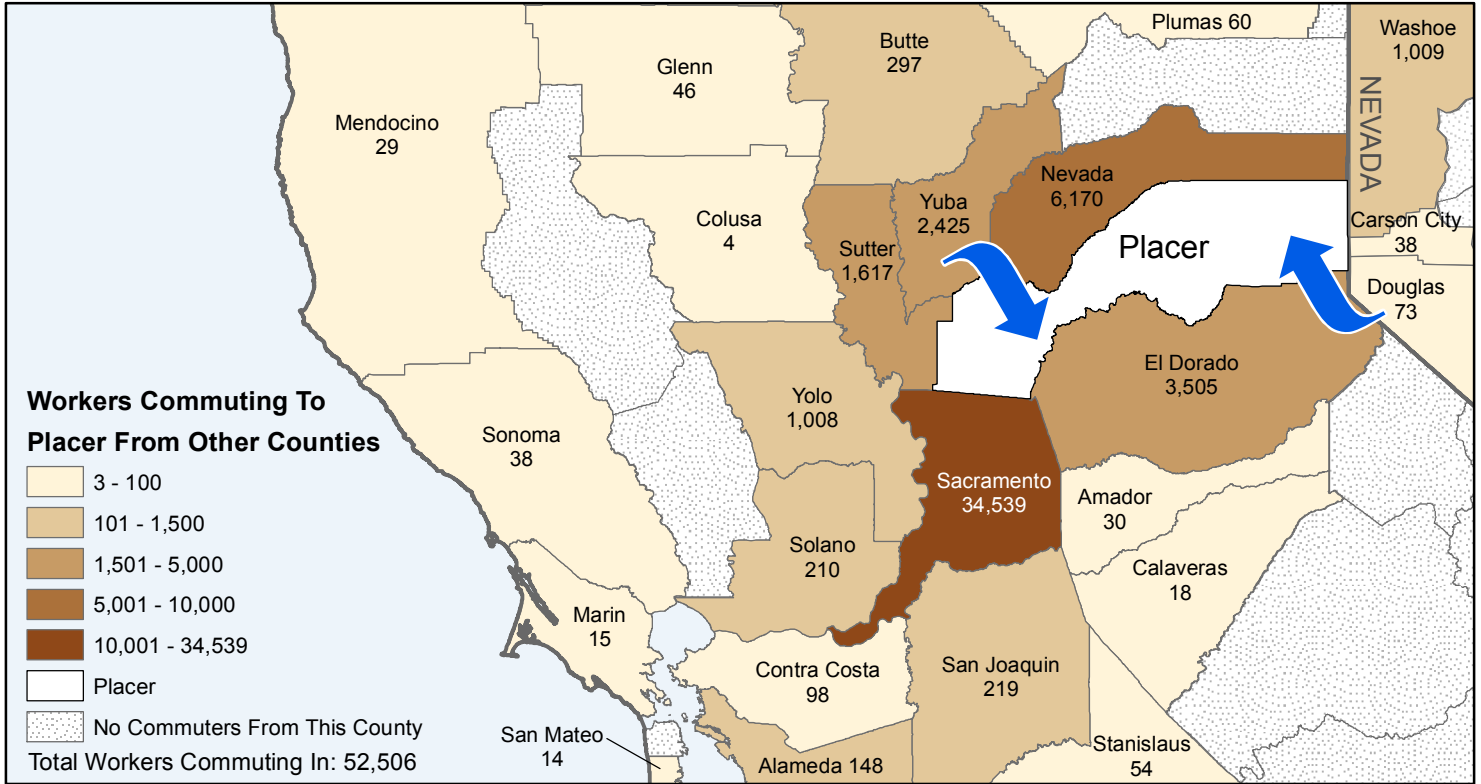 Plumas 60
Washoe
1,009
Butte
297
Glenn
46
NEVADA
Mendocino
29
Nevada
6,170
Yuba
2,425
Colusa
4
Carson City
38
Sutter
1,617
Placer
Douglas
73
El Dorado
3,505
Yolo
1,008
Workers Commuting To
Placer From Other Counties
3 - 100
101 - 1,500
1,501 - 5,000
5,001 - 10,000
10,001 - 34,539
Placer
No Commuters From This County
Total Workers Commuting In: 52,506
Sonoma
38
Sacramento
34,539
Amador
30
Solano
210
Calaveras
18
Marin
15
Contra Costa
98
San Joaquin
219
San Mateo
14
Alameda 148
Stanislaus
54